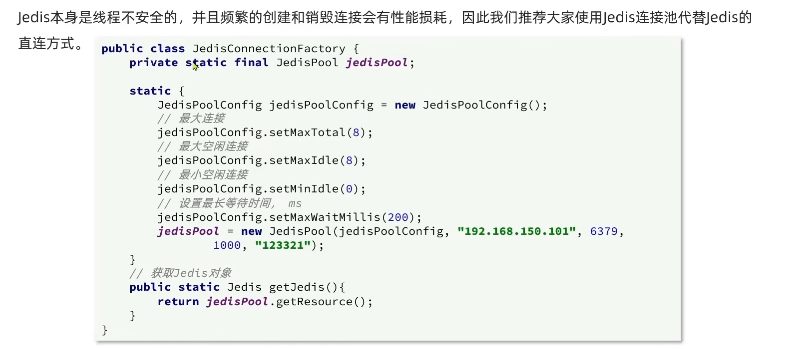 Jedis本身是线程不安全的，并且频繁的创建和销毁连接会有性能损耗，因此我们推荐大家使用Jedis连接池代替Jedis的
直连方式。
public class JedisConnectionFactory {
    private static final JedisPool jedisPool;

    static {
        JedisPoolConfig jedisPoolConfig = new JedisPoolConfig();
        // 最大连接
        jedisPoolConfig.setMaxTotal(8);
        // 最大空闲连接
        jedisPoolConfig.setMaxIdle(8);
        // 最小空闲连接
        jedisPoolConfig.setMinIdle(0);
        // 设置最长等待时间， ms
        jedisPoolConfig.setMaxWaitMillis(200);
        jedisPool = new JedisPool(jedisPoolConfig, "192.168.150.101", 6379,
                1000, "123321");
    }
    // 获取Jedis对象
    public static Jedis getJedis(){
        return jedisPool.getResource();
    }
}